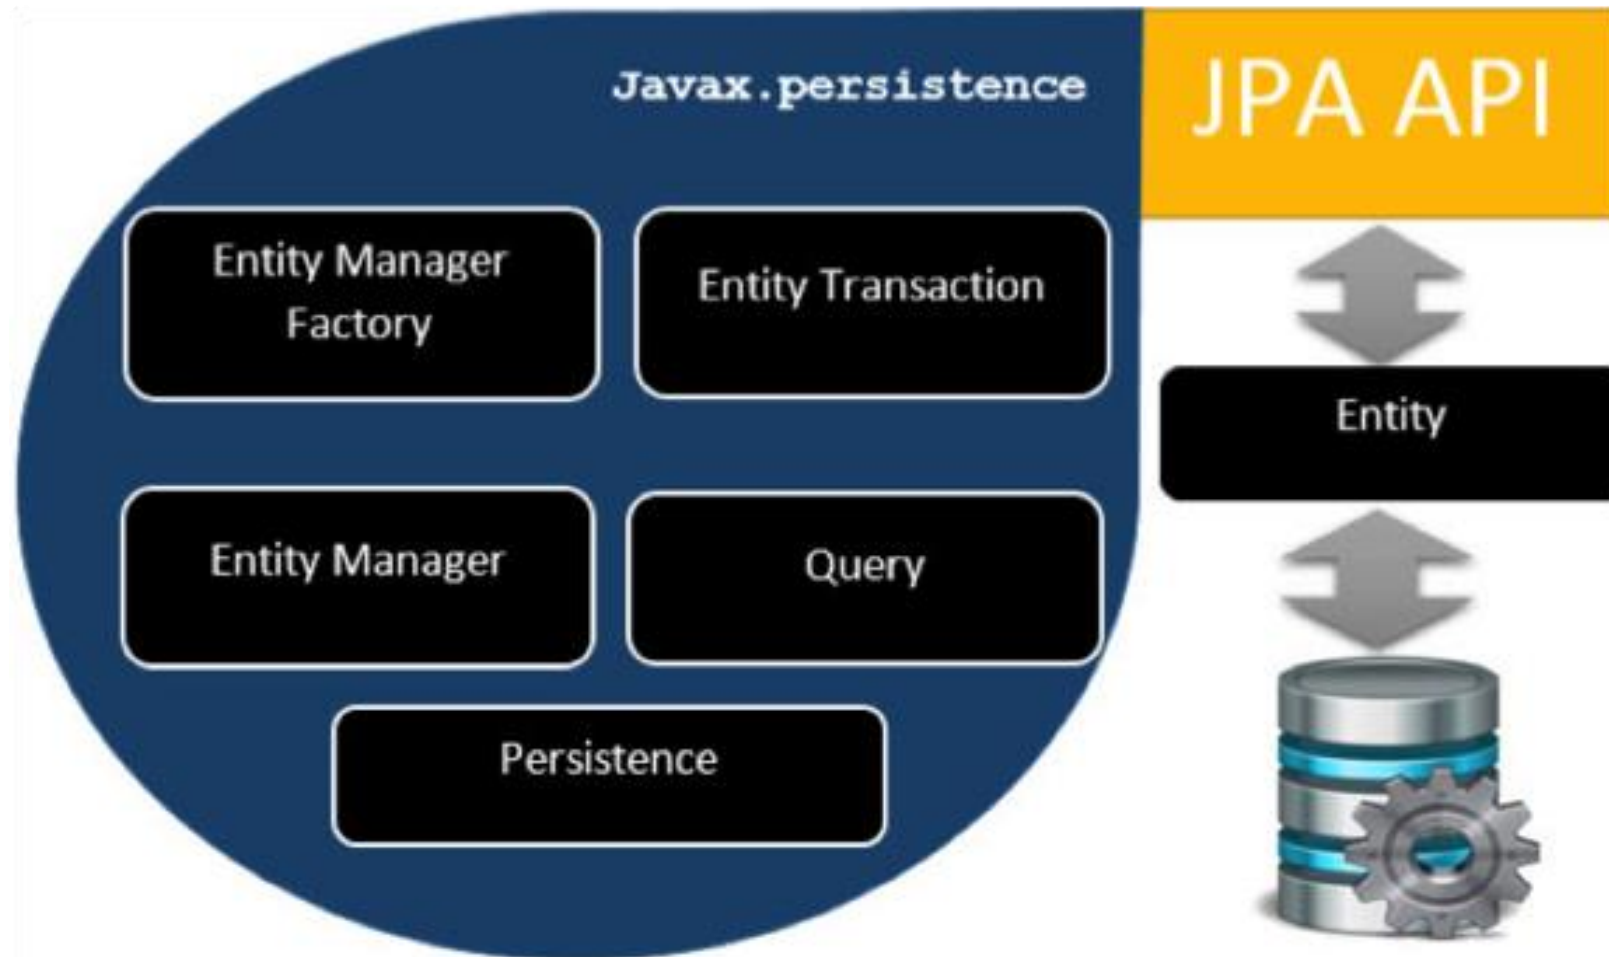 Javax.persistence
JPA API
Entity Manager
Factory
Entity Transaction
Entity
Entity Manager
Query
Persistence